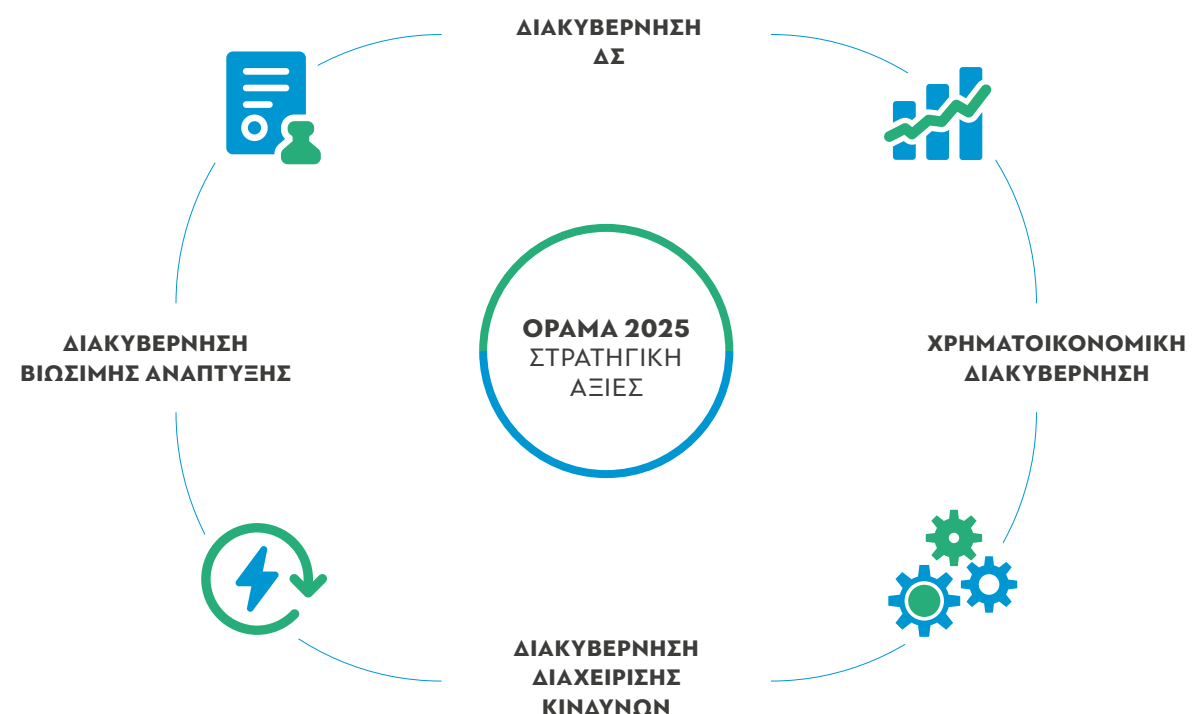 ΔΙΑΚΥΒΕΡΝΗΣΗ
ΔΣ
ΟΡΑΜΑ 2025
ΣΤΡΑΤΗΓΙΚΗ
ΑΞΙΕΣ
ΔΙΑΚΥΒΕΡΝΗΣΗ
ΒΙΩΣΙΜΗΣ ΑΝΑΠΤΥΞΗΣ
ΧΡΗΜΑΤΟΙΚΟΝΟΜΙΚΗ
ΔΙΑΚΥΒΕΡΝΗΣΗ
ΔΙΑΚΥΒΕΡΝΗΣΗ
ΔΙΑΧΕΙΡΙΣΗΣ
ΚΙΝΔΥΝΩΝ